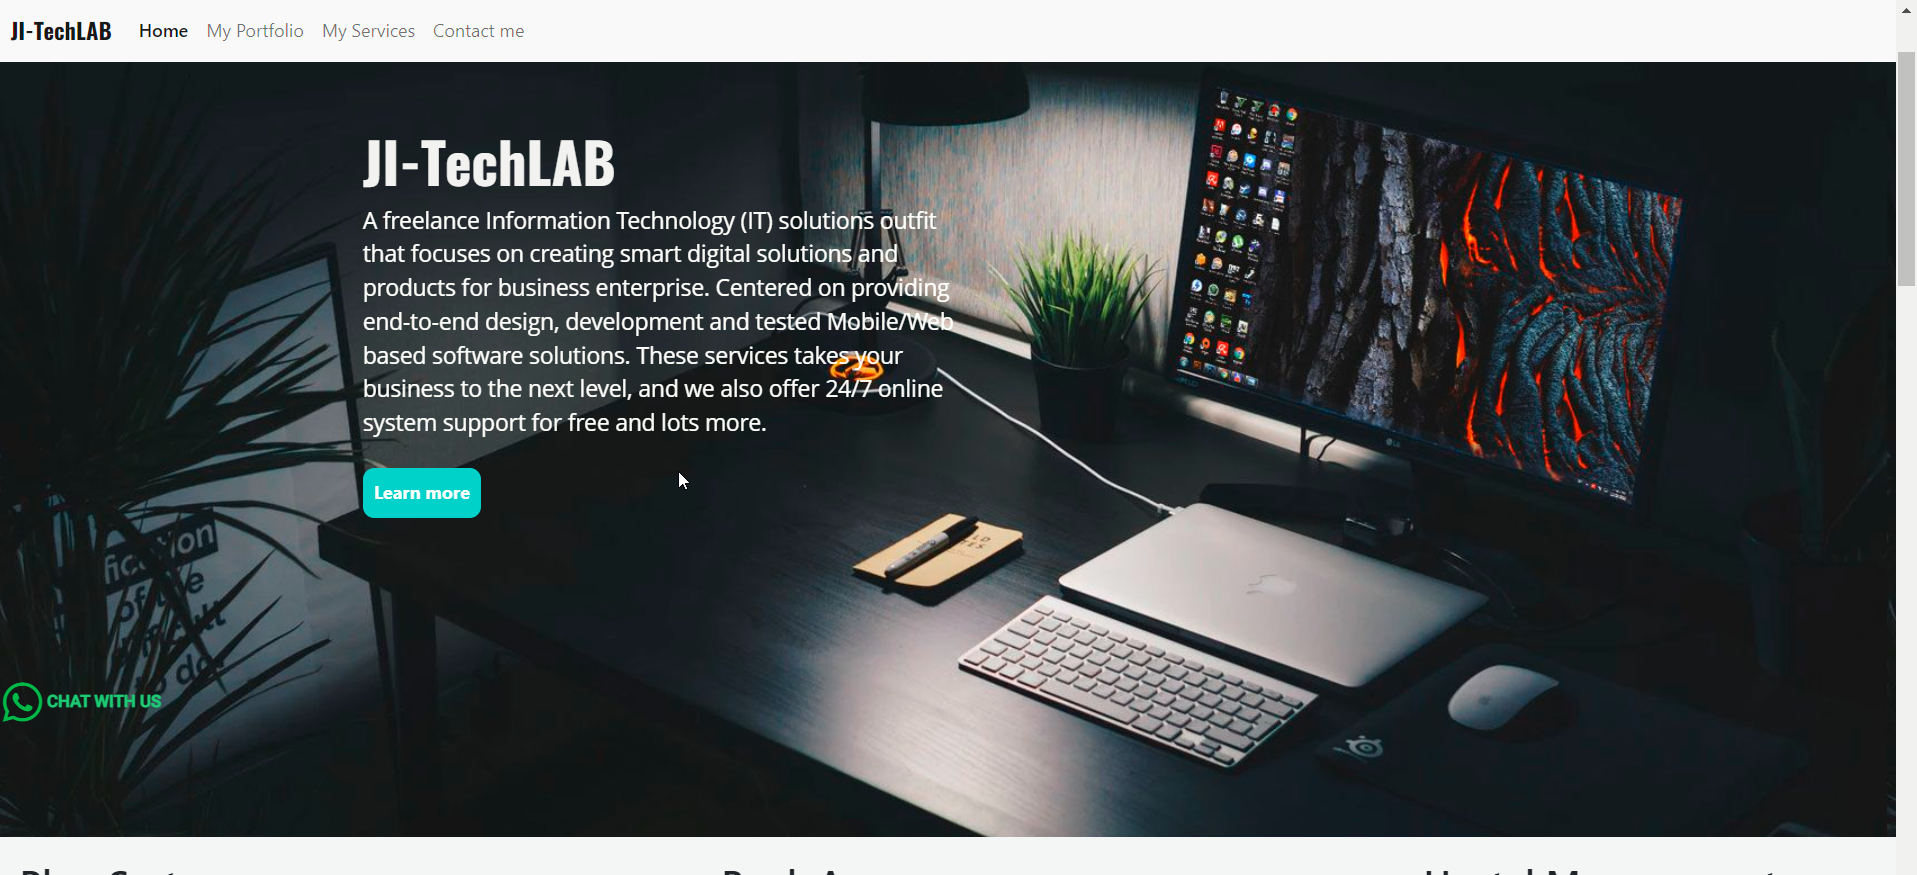 JI-TechLAB Home My Portfolio My Services Contact me
JI-TechLAB
A freelance Information Technology (IT) solutions outfit
that focuses on creating smart digital solutions and
products for business enterprise. Centered on providing
end-to-end design, development and tested Mobile/Web
based software solutions. These services takes your
business to the next level, and we also offer 24/7 online
system support for free and lots more.
Learn more
CHAT WITH US